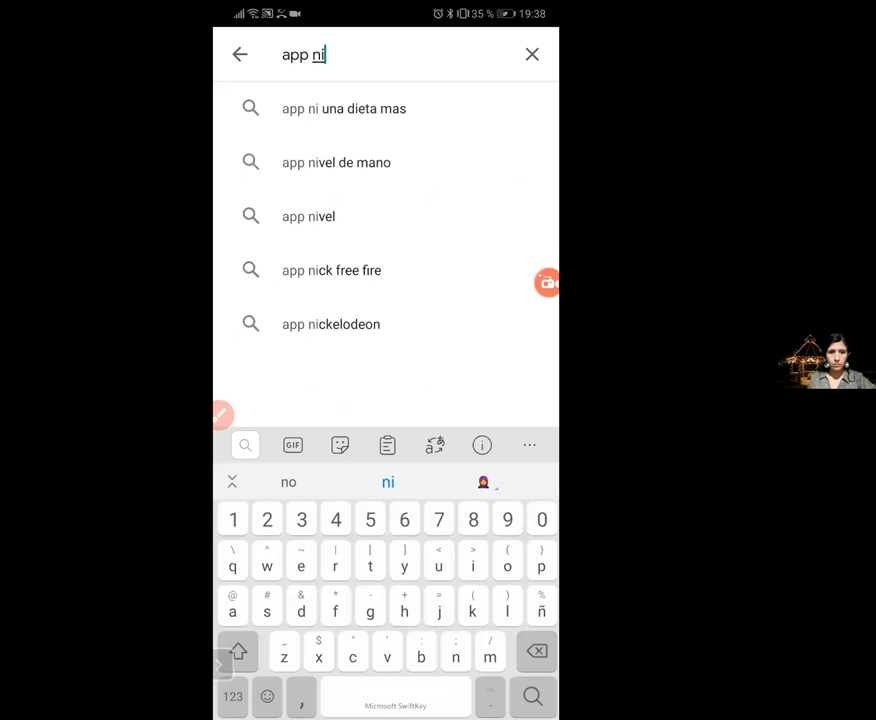 35 % 19:38
app ni
app ni una dieta mas
app nivel de mano
app nivel
app nick free fire
app nickelodeon
GIF
no ni
1 2 3 4 5 6 7 8 9 0
\ ^ ~ | [ ] < > { }
q w e r t y u i o p
@ # & * - + = ( ) %
a s d f g h j k l ñ
_ $ " ' : ; /
z x c v b n m
123 , Microsoft SwiftKey .